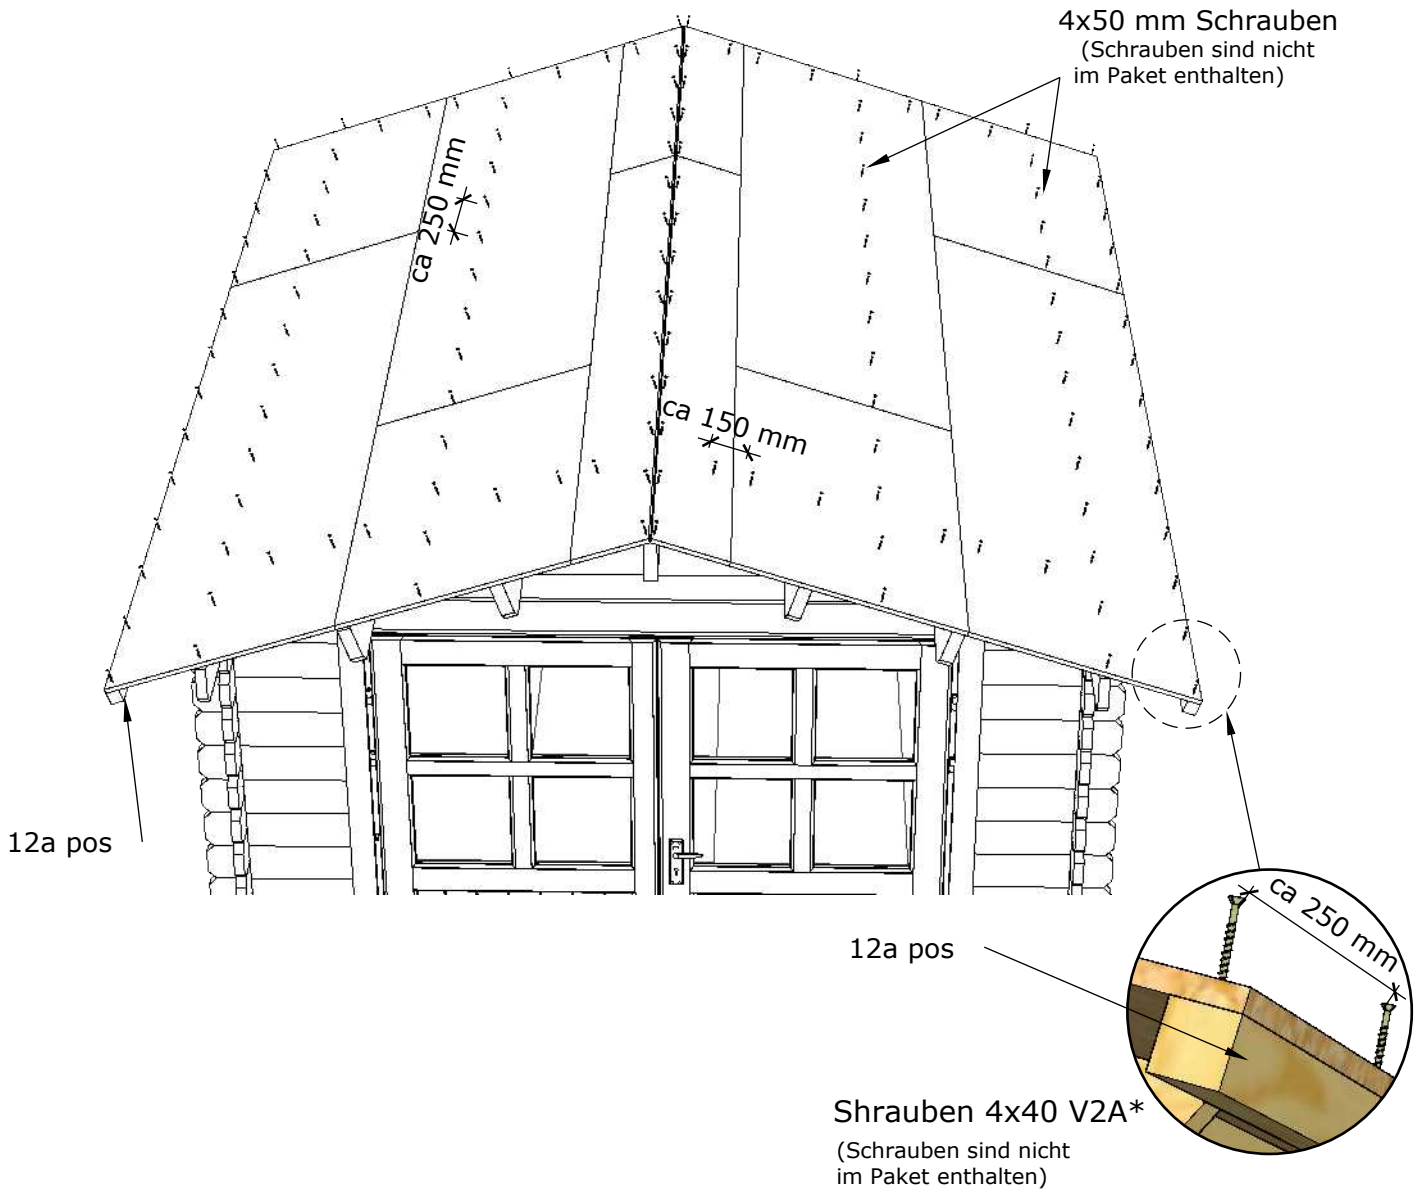 4x50 mm Schrauben
(Schrauben sind nicht
im Paket enthalten)
ca 250 mm
ca 150 mm
12a pos
12a pos
ca 250 mm
Shrauben 4x40 V2A*
(Schrauben sind nicht
im Paket enthalten)